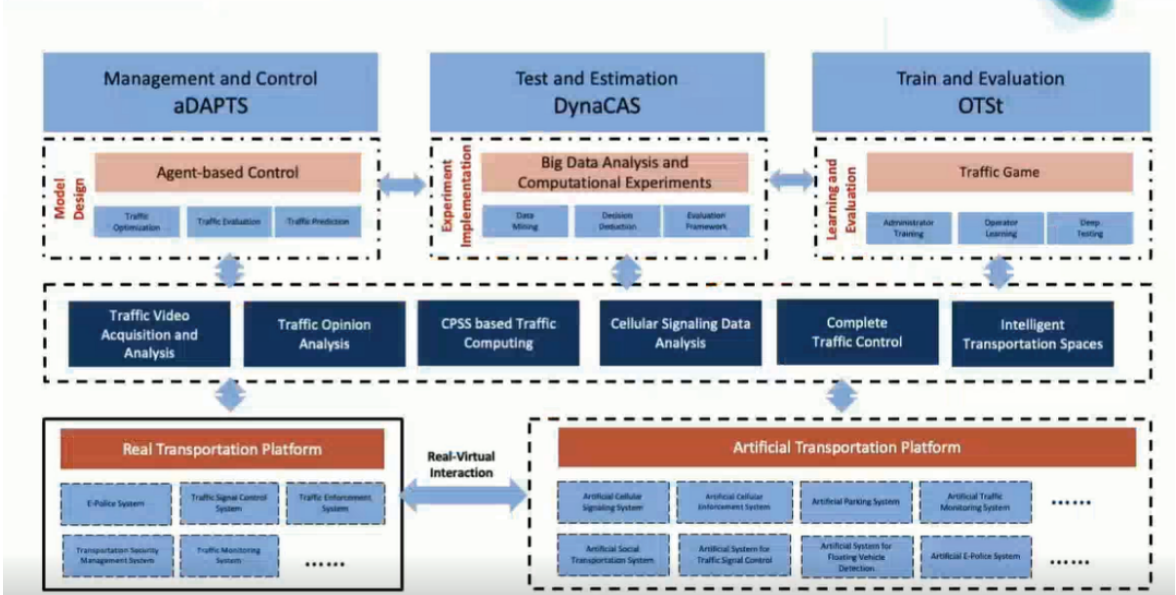 Management and Control
aDAPTS
Test and Estimation
DynaCAS
Train and Evaluation
OTSt
Model
Design
Agent-based Control
Traffic
Optimization
Traffic Evaluation
Traffic Prediction
Experiment
Implementation
Big Data Analysis and
Computational Experiments
Data
Mining
Decision
Deduction
Evaluation
Framework
Learning and
Evaluation
Traffic Game
Administrator
Training
Operator
Learning
Deep
Testing
Traffic Video
Acquisition and
Analysis
Traffic Opinion
Analysis
CPSS based Traffic
Computing
Cellular Signaling Data
Analysis
Complete
Traffic Control
Intelligent
Transportation Spaces
Real Transportation Platform
E-Police System
Traffic Signal Control
System
Traffic Enforcement
System
Transportation Security
Management System
Traffic Monitoring
System
......
Real-Virtual
Interaction
Artificial Transportation Platform
Artificial Cellular
Signaling System
Artificial Cellular
Enforcement System
Artificial Parking System
Artificial Traffic
Monitoring System
......
Artificial Social
Transportation System
Artificial System for
Traffic Signal Control
Artificial System for
Floating Vehicle
Detection
Artificial E-Police System
......